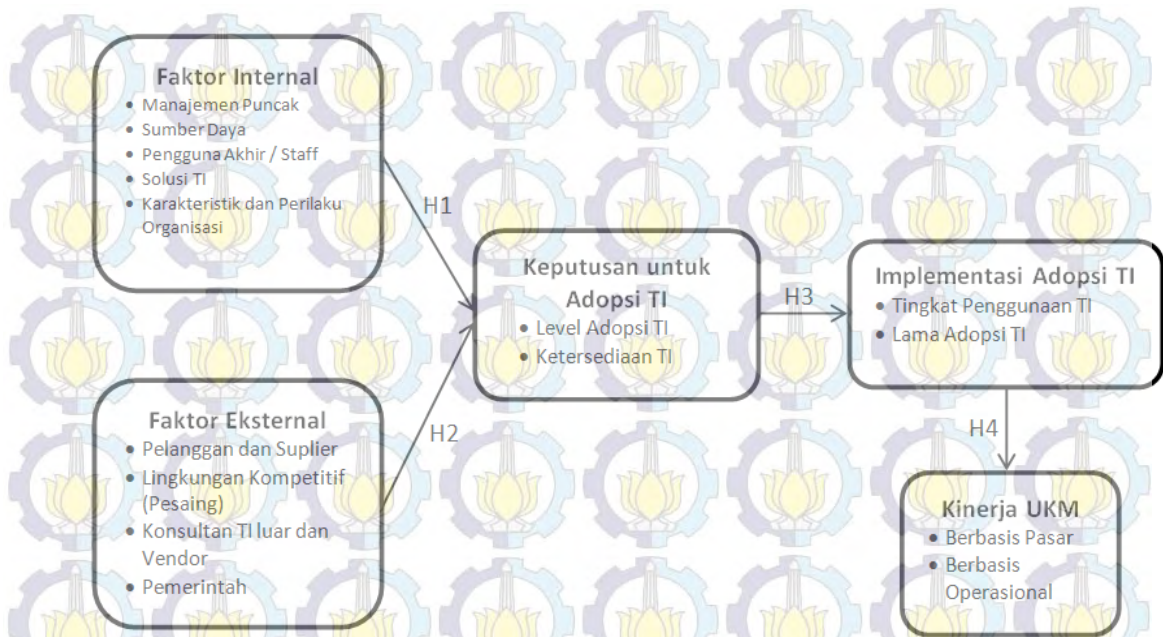 Faktor Internal
• Manajemen Puncak
• Sumber Daya
• Pengguna Akhir / Staff
• Solusi TI
• Karakteristik dan Perilaku
Organisasi
H1
Keputusan untuk
Adopsi TI
• Level Adopsi TI
• Ketersediaan TI
H3
Implementasi Adopsi TI
• Tingkat Penggunaan TI
• Lama Adopsi TI
Faktor Eksternal
• Pelanggan dan Suplier
• Lingkungan Kompetitif
(Pesaing)
• Konsultan TI luar dan
Vendor
• Pemerintah
H2
H4
Kinerja UKM
• Berbasis Pasar
• Berbasis
Operasional